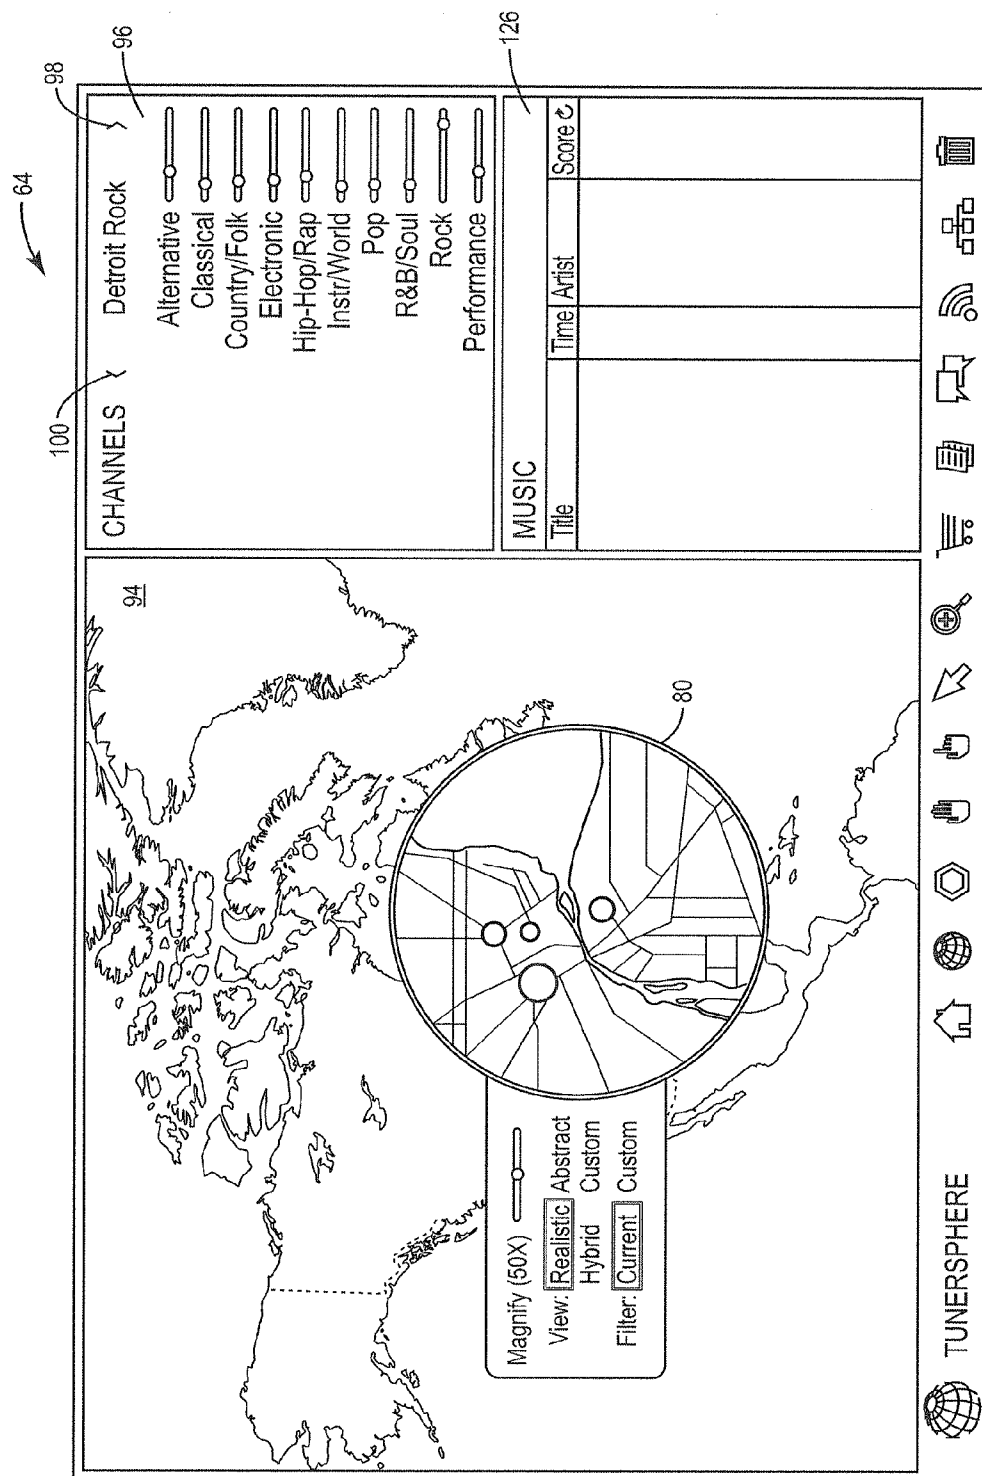 64
98
96
100
CHANNELS
Detroit Rock
Alternative
Classical
Country/Folk
Electronic
Hip-Hop/Rap
Instr/World
Pop
R&B/Soul
Rock
Performance
126
MUSIC
Title Time Artist Score
94
80
Magnify (50X)
View: Realistic Abstract
Hybrid Custom
Filter: Current Custom
TUNERSPHERE